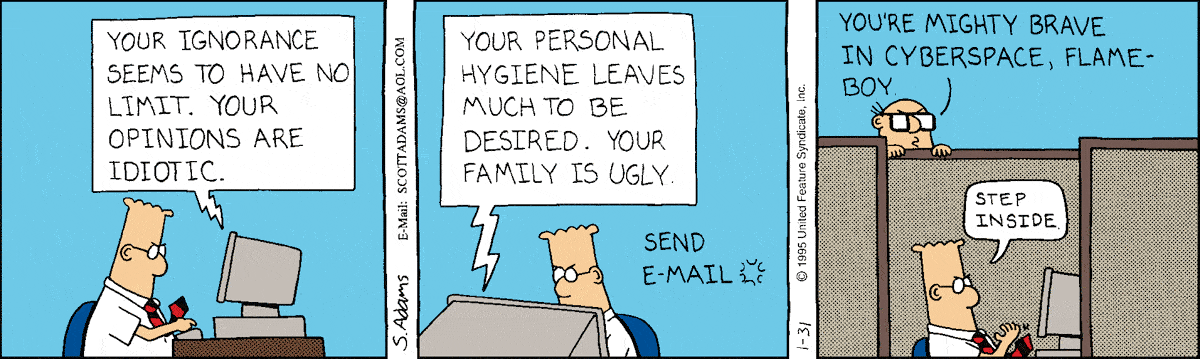 YOUR IGNORANCE
SEEMS TO HAVE NO
LIMIT. YOUR
OPINIONS ARE
IDIOTIC.
S. Adams
E-Mail: SCOTTADAMS@AOL.COM
YOUR PERSONAL
HYGIENE LEAVES
MUCH TO BE
DESIRED. YOUR
FAMILY IS UGLY.
SEND
E-MAIL
1-31
© 1995 United Feature Syndicate, Inc.
YOU'RE MIGHTY BRAVE
IN CYBERSPACE, FLAME-
BOY.
STEP
INSIDE.